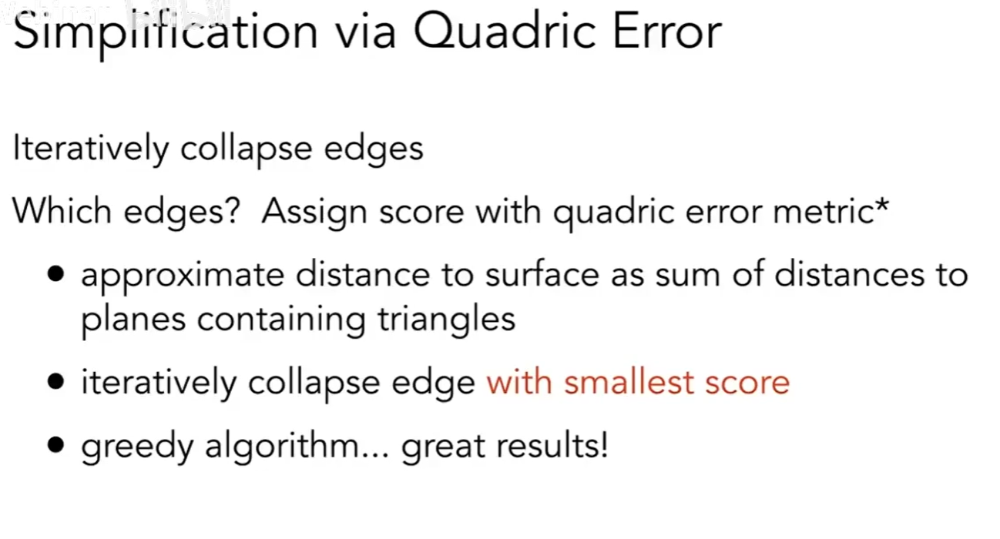 Webinar
Simplification via Quadric Error
Iteratively collapse edges
Which edges?  Assign score with quadric error metric*
● approximate distance to surface as sum of distances to
planes containing triangles
● iteratively collapse edge with smallest score
● greedy algorithm... great results!